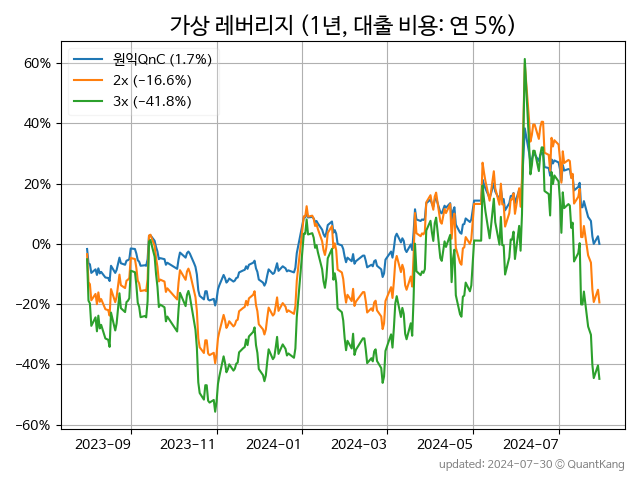 가상 레버리지 (1년, 대출 비용: 연 5%)
원익QnC (1.7%)
2x (-16.6%)
3x (-41.8%)
60%
40%
20%
0%
−20%
−40%
−60%
2023-09
2023-11
2024-01
2024-03
2024-05
2024-07
updated: 2024-07-30 © QuantKang